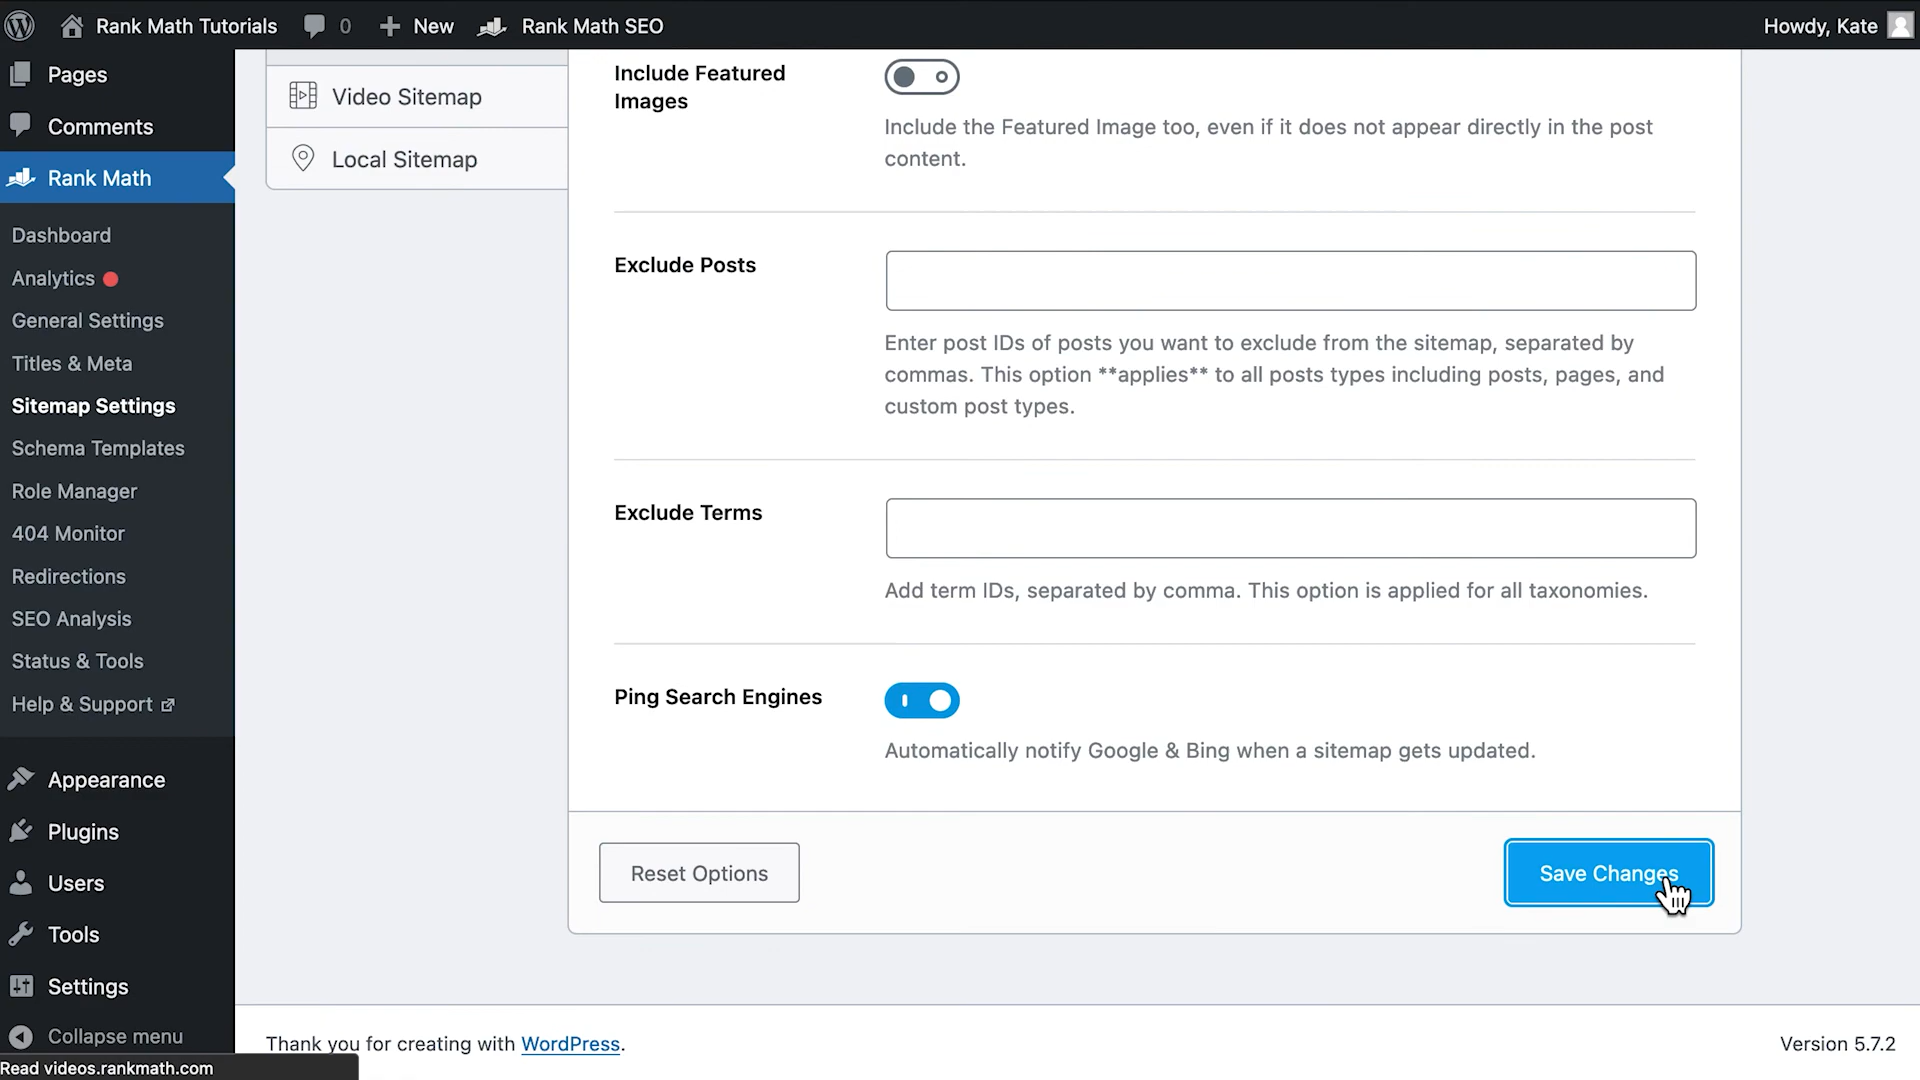 Rank Math Tutorials 0 New Rank Math SEO Howdy, Kate
Pages
Comments
Rank Math
Dashboard
Analytics
General Settings
Titles & Meta
Sitemap Settings
Schema Templates
Role Manager
404 Monitor
Redirections
SEO Analysis
Status & Tools
Help & Support
Appearance
Plugins
Users
Tools
Settings
Collapse menu
Read videos.rankmath.com
Video Sitemap
Local Sitemap
Include Featured
Images
Include the Featured Image too, even if it does not appear directly in the post
content.
Exclude Posts
Enter post IDs of posts you want to exclude from the sitemap, separated by
commas. This option **applies** to all posts types including posts, pages, and
custom post types.
Exclude Terms
Add term IDs, separated by comma. This option is applied for all taxonomies.
Ping Search Engines
Automatically notify Google & Bing when a sitemap gets updated.
Reset Options
Save Changes
Thank you for creating with WordPress.
Version 5.7.2